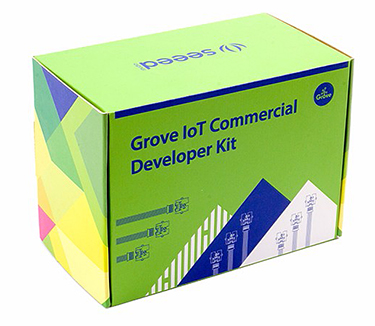 seeed
Grove
Grove IoT Commercial
Developer Kit